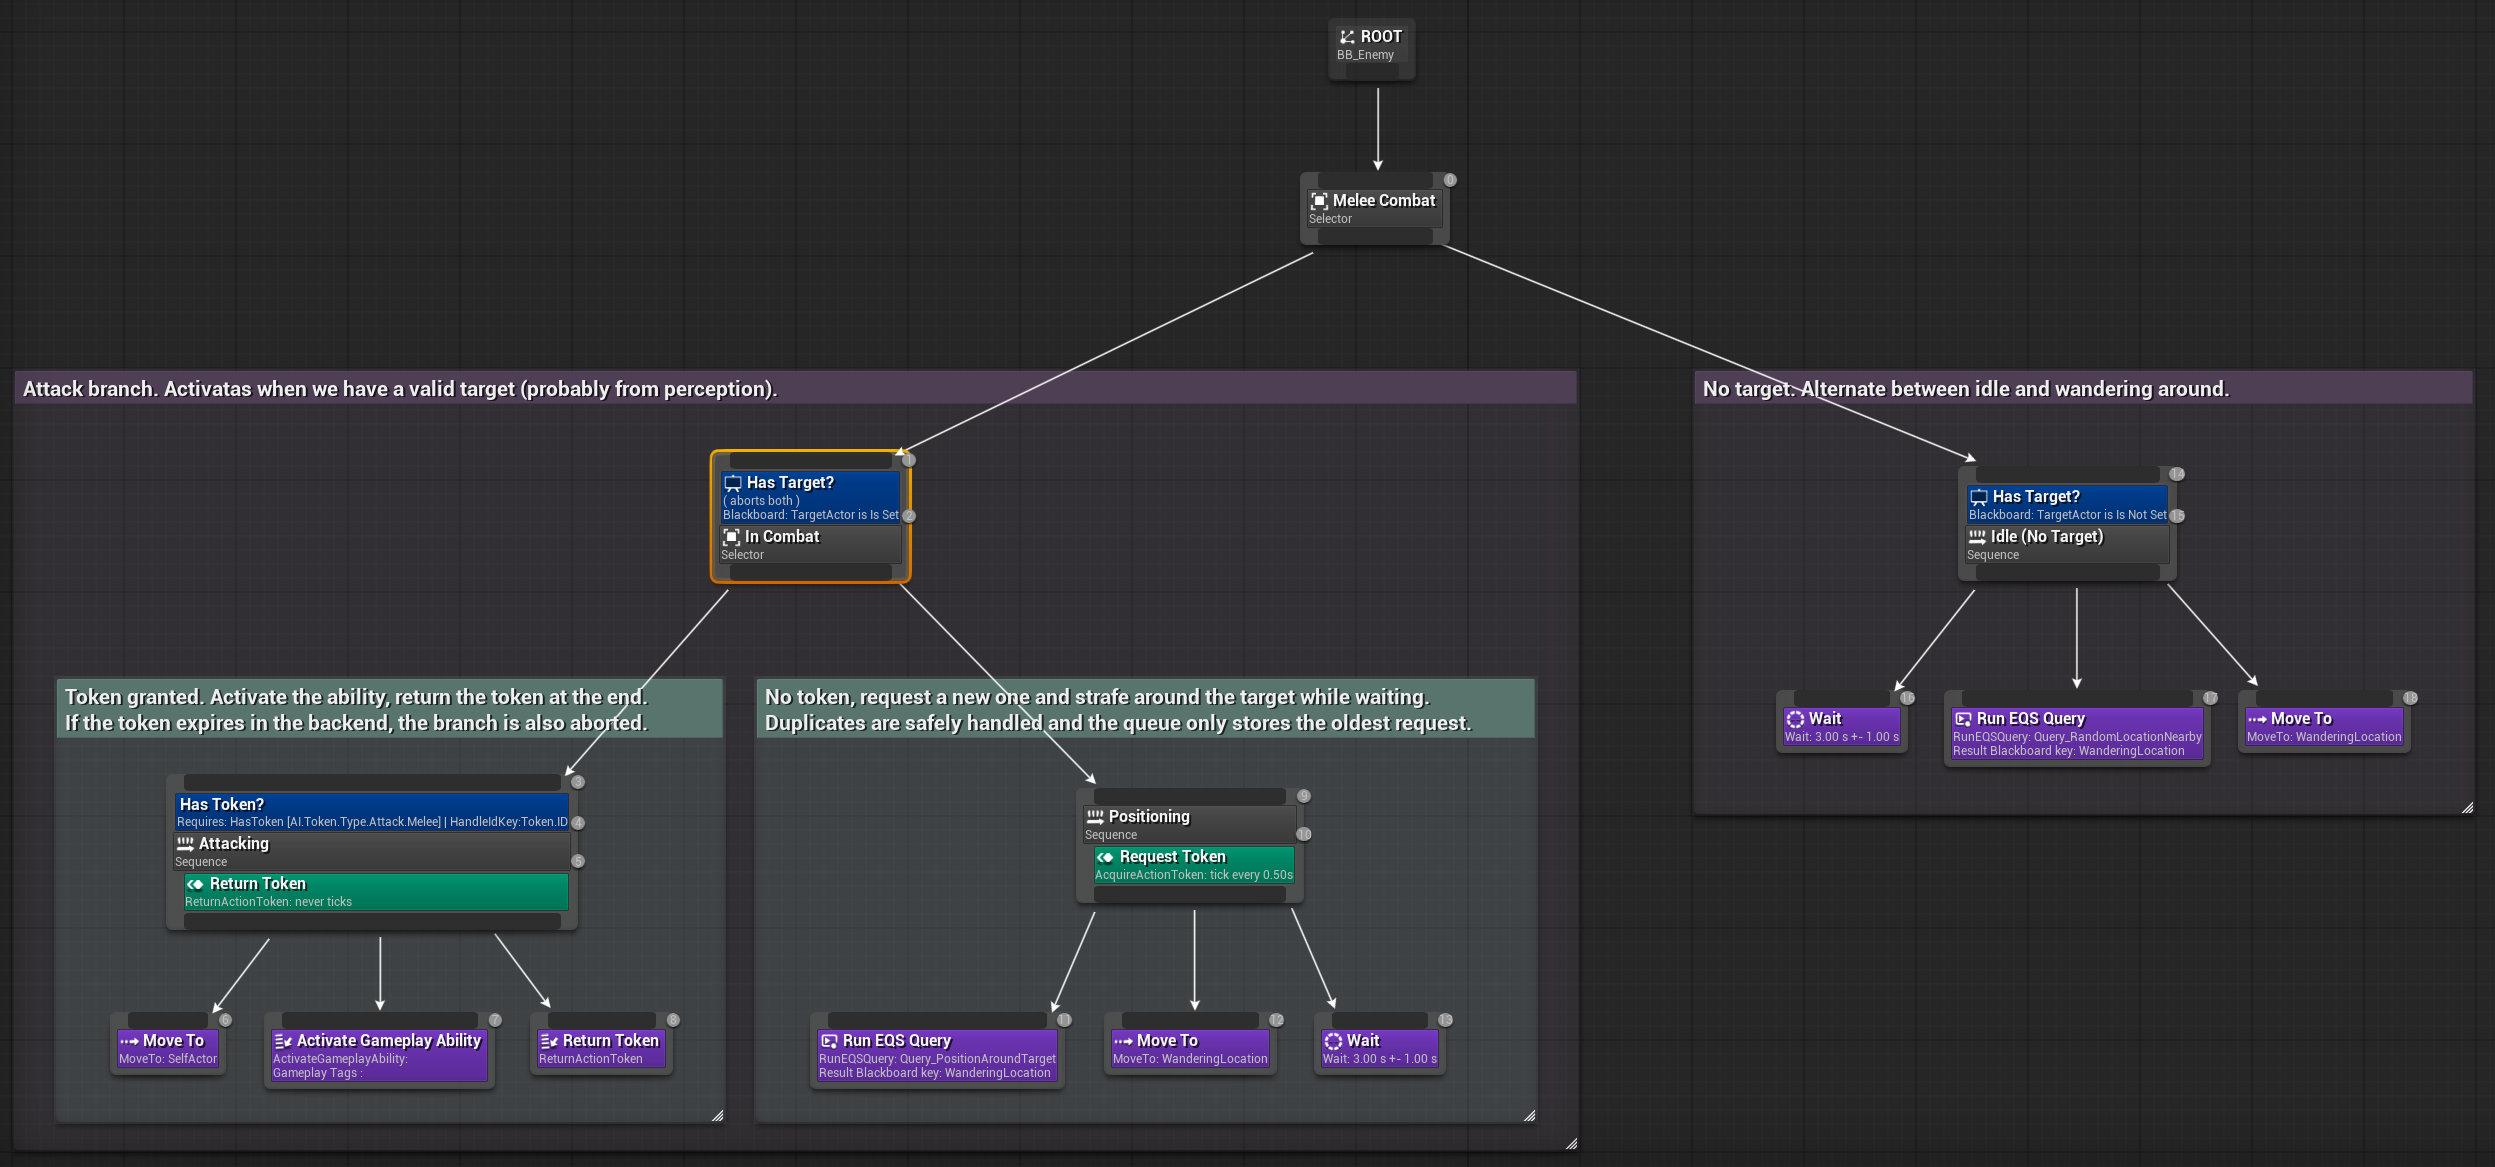 ROOT
BB_Enemy
0
Melee Combat
Selector
Attack branch. Activatas when we have a valid target (probably from perception).
1
Has Target?
( aborts both )
Blackboard: TargetActor is Is Set
2
In Combat
Selector
Token granted. Activate the ability, return the token at the end.
If the token expires in the backend, the branch is also aborted.
3
Has Token?
Requires: HasToken [AI.Token.Type.Attack.Melee] | HandleIdKey:Token.ID
4
Attacking
Sequence
5
Return Token
ReturnActionToken: never ticks
6
Move To
MoveTo: SelfActor
7
Activate Gameplay Ability
ActivateGameplayAbility:
Gameplay Tags :
8
Return Token
ReturnActionToken
No token, request a new one and strafe around the target while waiting.
Duplicates are safely handled and the queue only stores the oldest request.
9
Positioning
Sequence
10
Request Token
AcquireActionToken: tick every 0.50s
11
Run EQS Query
RunEQSQuery: Query_PositionAroundTarget
Result Blackboard key: WanderingLocation
12
Move To
MoveTo: WanderingLocation
13
Wait
Wait: 3.00 s +- 1.00 s
No target. Alternate between idle and wandering around.
14
Has Target?
Blackboard: TargetActor is Is Not Set
15
Idle (No Target)
Sequence
16
Wait
Wait: 3.00 s +- 1.00 s
17
Run EQS Query
RunEQSQuery: Query_RandomLocationNearby
Result Blackboard key: WanderingLocation
18
Move To
MoveTo: WanderingLocation